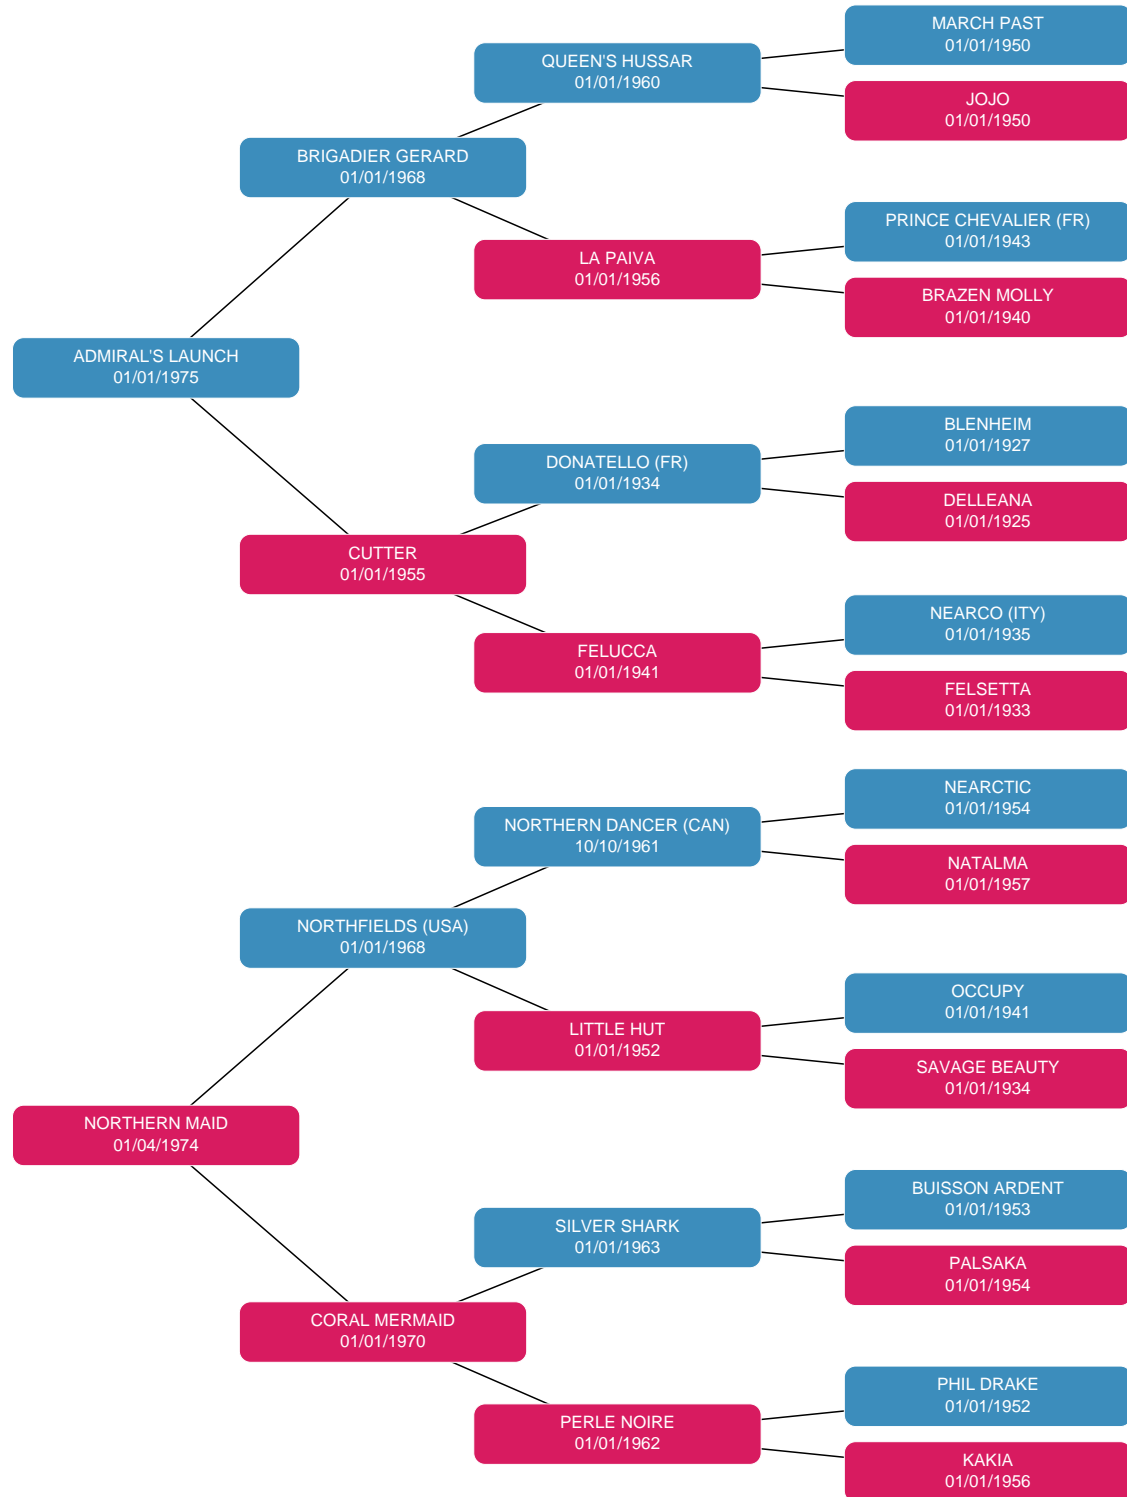 MARCH PAST
01/01/1950
QUEEN'S HUSSAR
01/01/1960
JOJO
01/01/1950
BRIGADIER GERARD
01/01/1968
PRINCE CHEVALIER (FR)
01/01/1943
LA PAIVA
01/01/1956
BRAZEN MOLLY
01/01/1940
ADMIRAL'S LAUNCH
01/01/1975
BLENHEIM
01/01/1927
DONATELLO (FR)
01/01/1934
DELLEANA
01/01/1925
CUTTER
01/01/1955
NEARCO (ITY)
01/01/1935
FELUCCA
01/01/1941
FELSETTA
01/01/1933
NEARCTIC
01/01/1954
NORTHERN DANCER (CAN)
10/10/1961
NATALMA
01/01/1957
NORTHFIELDS (USA)
01/01/1968
OCCUPY
01/01/1941
LITTLE HUT
01/01/1952
SAVAGE BEAUTY
01/01/1934
NORTHERN MAID
01/04/1974
BUISSON ARDENT
01/01/1953
SILVER SHARK
01/01/1963
PALSAKA
01/01/1954
CORAL MERMAID
01/01/1970
PHIL DRAKE
01/01/1952
PERLE NOIRE
01/01/1962
KAKIA
01/01/1956